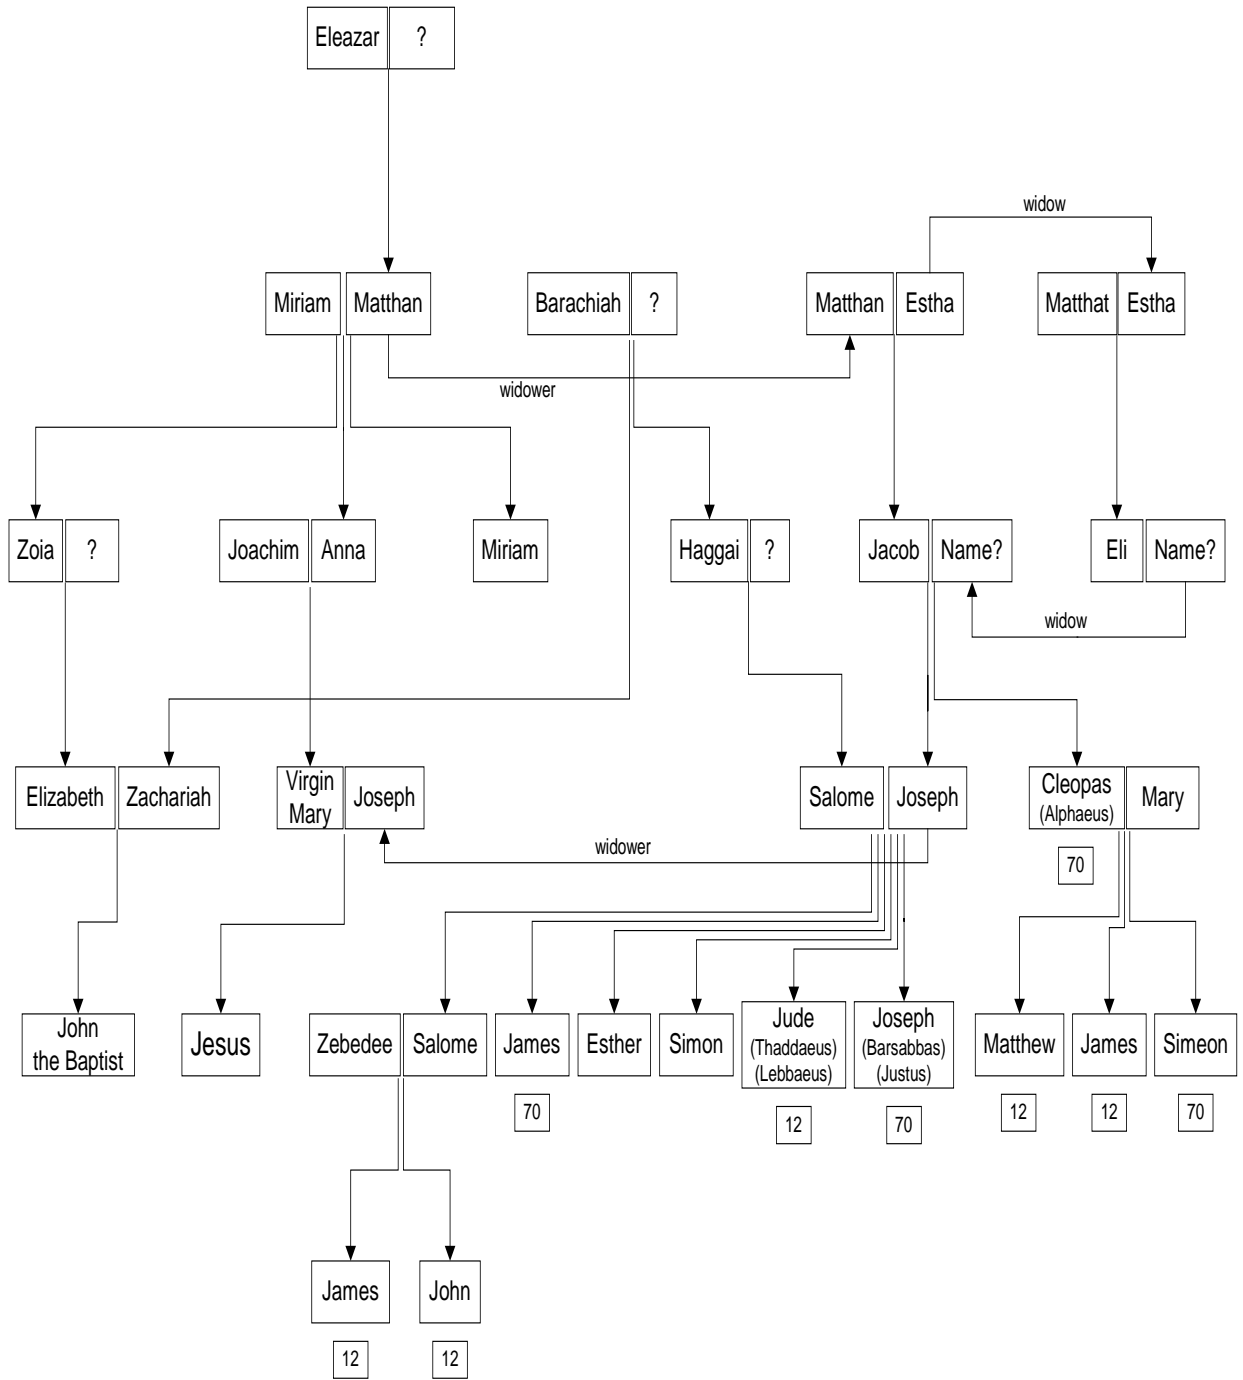 Eleazar
?
widow
Miriam
Matthan
Barachiah
?
Matthan
Estha
Matthat
Estha
widower
Zoia
?
Joachim
Anna
Miriam
Haggai
?
Jacob
Name?
Eli
Name?
widow
Elizabeth
Zachariah
Virgin
Mary
Joseph
Salome
Joseph
Cleopas
(Alphaeus)
Mary
widower
70
John
the Baptist
Jesus
Zebedee
Salome
James
Esther
Simon
Jude
(Thaddaeus)
(Lebbaeus)
Joseph
(Barsabbas)
(Justus)
Matthew
James
Simeon
70
12
70
12
12
70
James
John
12
12